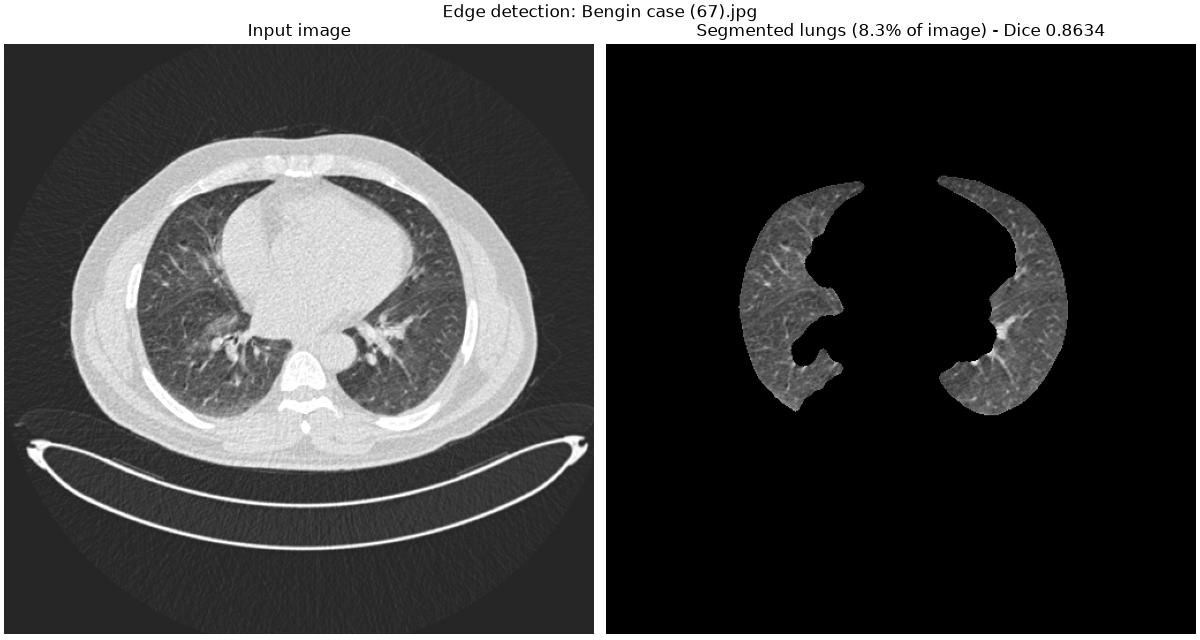 Edge detection: Bengin case (67).jpg
Input image
Segmented lungs (8.3% of image) - Dice 0.8634